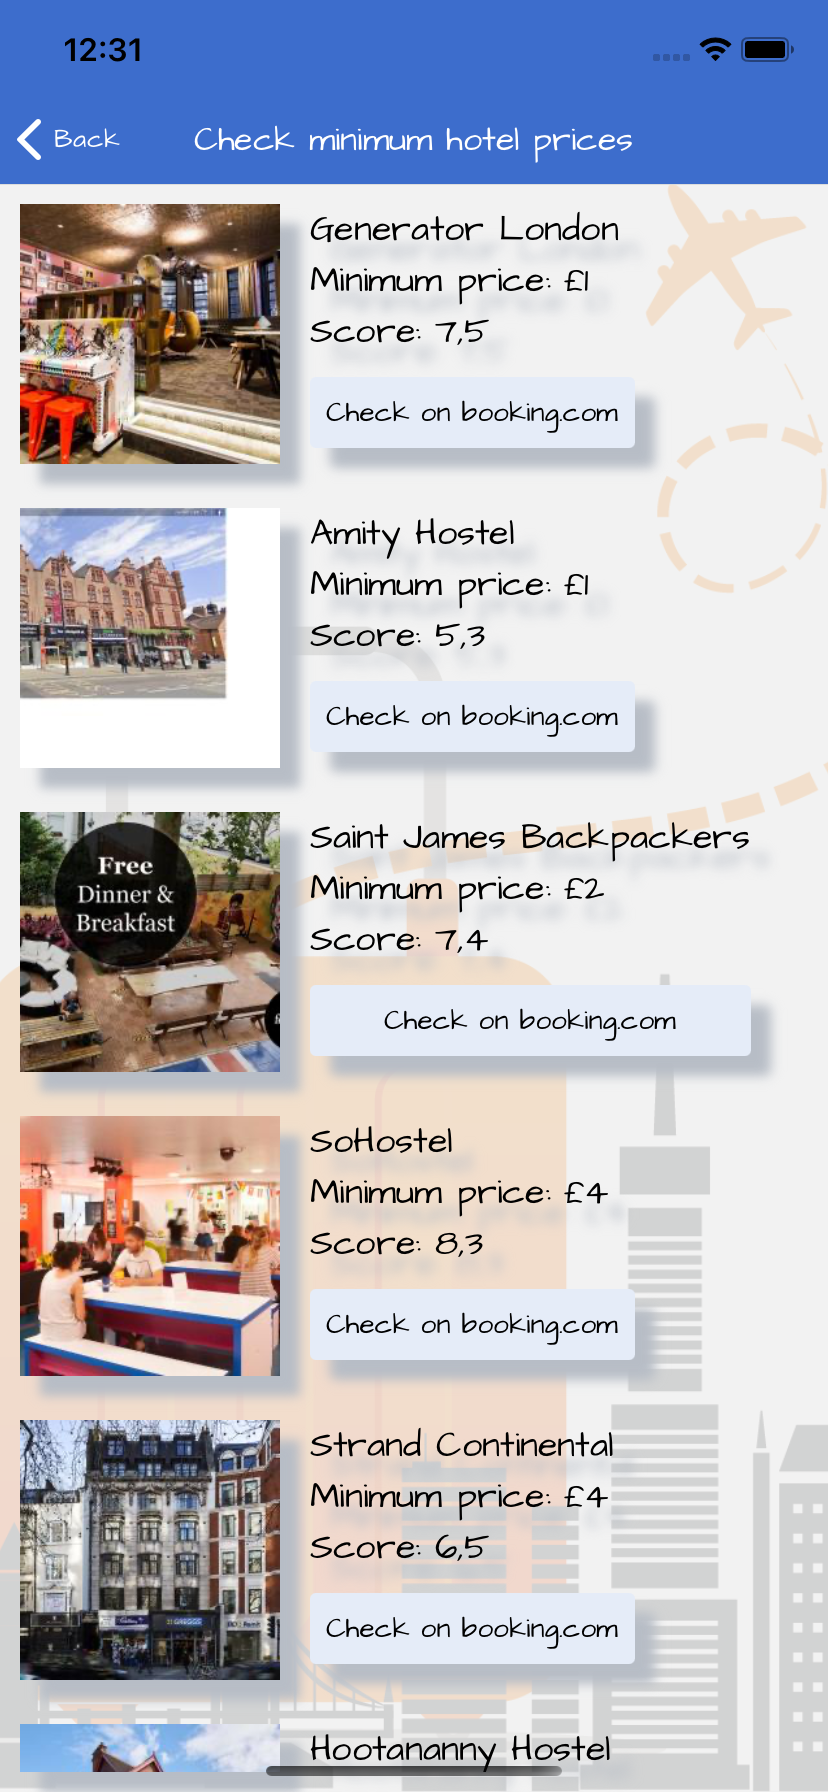 12:31
Back
Check minimum hotel prices
Generator London
Minimum price: £1
Score: 7,5
Check on booking.com
Amity Hostel
Minimum price: £1
Score: 5,3
Check on booking.com
Free
Dinner &
Breakfast
Saint James Backpackers
Minimum price: £2
Score: 7,4
Check on booking.com
SoHostel
Minimum price: £4
Score: 8,3
Check on booking.com
Strand Continental
Minimum price: £4
Score: 6,5
Check on booking.com
Hootananny Hostel